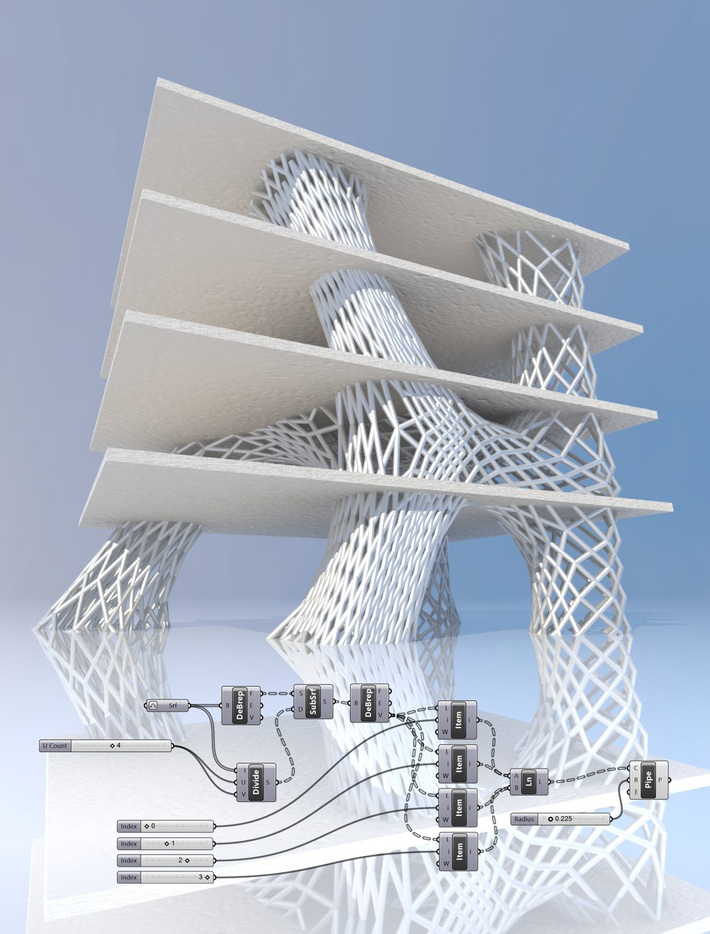 Srf
B DeBrep F E V
S D SubSrf S
B DeBrep F E V
U Count 4
I U V Divide S
L i W Item i
L i W Item i
A B Ln L
C R E Pipe P
Radius 0.225
Index 0
L i W Item i
Index 1
Index 2
L i W Item i
Index 3